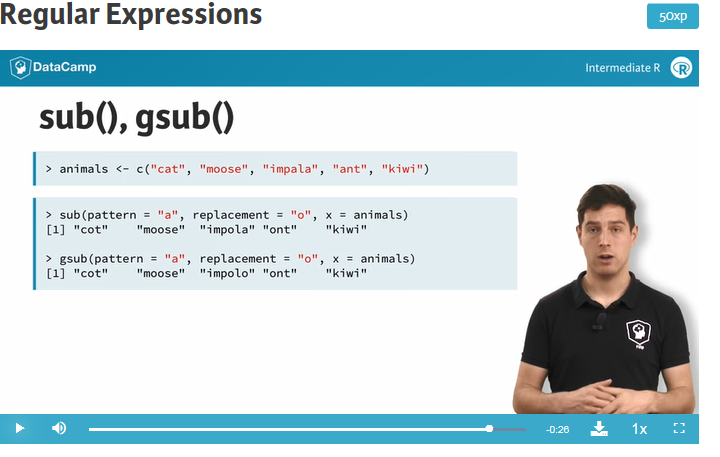 Regular Expressions
50xp
DataCamp
Intermediate R
R
sub(), gsub()
> animals <- c("cat", "moose", "impala", "ant", "kiwi")
> sub(pattern = "a", replacement = "o", x = animals)
[1] "cot"    "moose"  "impola" "ont"    "kiwi"
> gsub(pattern = "a", replacement = "o", x = animals)
[1] "cot"    "moose"  "impolo" "ont"    "kiwi"
-0:26
1x